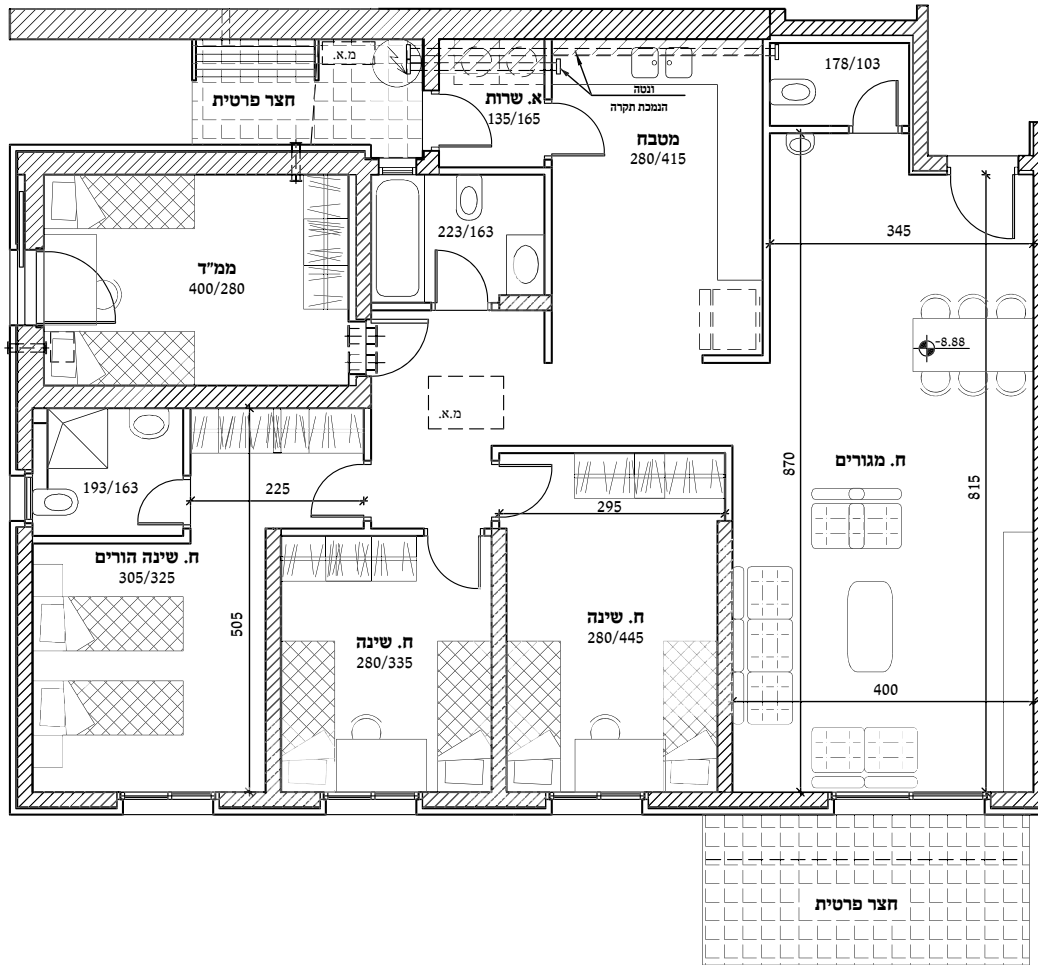 מ.א.
חצר פרטית
א. שרות
135/165
ונטה
הנמכת תקרה
מטבח
280/415
178/103
223/163
345
ממ"ד
400/280
-8.88
מ.א.
193/163
225
295
870
ח. מגורים
815
ח. שינה הורים
305/325
505
ח. שינה
280/335
ח. שינה
280/445
400
חצר פרטית